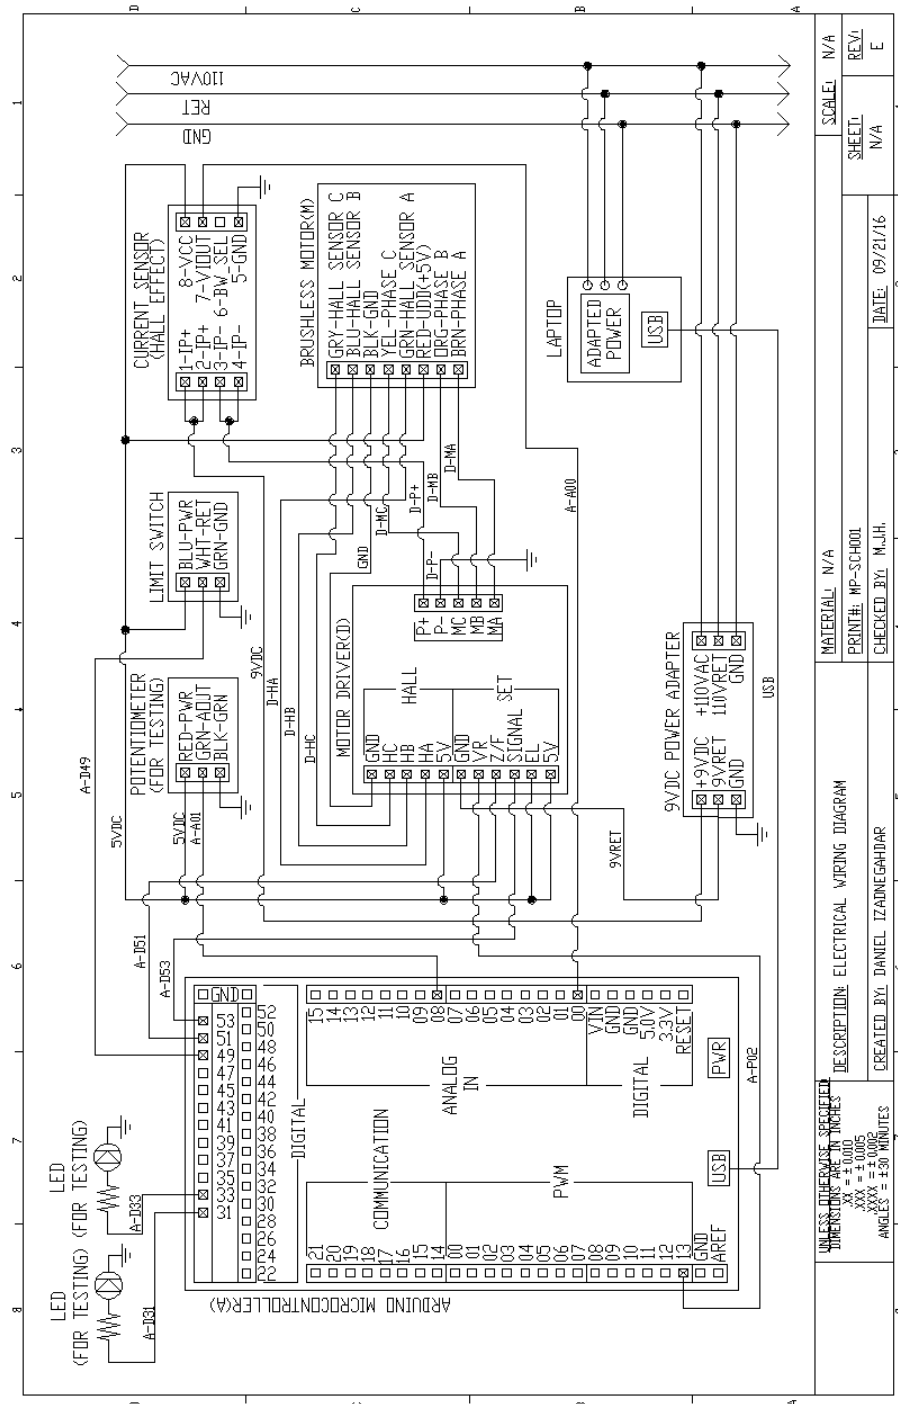 D
C
B
A
1
2
3
4
5
6
7
8
110VAC
RET
GND
CURRENT SENSOR
(HALL EFFECT)
1-IP+
2-IP+
3-IP-
4-IP-
8-VCC
7-VIOUT
6-BW_SEL
5-GND
BRUSHLESS MOTOR(M)
GRY-HALL SENSOR C
BLU-HALL SENSOR B
BLK-GND
YEL-PHASE C
GRN-HALL SENSOR A
RED-UDD(+5V)
ORG-PHASE B
BRN-PHASE A
LAPTOP
ADAPTED
POWER
USB
LIMIT SWITCH
BLU-PWR
WHT-RET
GRN-GND
POTENTIOMETER
(FOR TESTING)
RED-PWR
GRN-AOUT
BLK-GRN
MOTOR DRIVER(D)
P+
P-
MC
MB
MA
HALL
SET
GND
HC
HB
HA
5V
GND
VR
Z/F
SIGNAL
EL
5V
9VDC POWER ADAPTER
+9VDC
9VRET
GND
+110VAC
110VRET
GND
USB
A-D49
5VDC
5VDC
A-A01
9VDC
D-HA
D-HB
D-HC
GND
D-MC
D-P+
D-P-
D-MB
D-MA
A-A00
9VRET
A-D51
A-D53
A-P02
A-D33
A-D31
LED
(FOR TESTING)
LED
(FOR TESTING)
ARDUINO MICROCONTROLLER(A)
GND
53
51
49
47
45
43
41
39
37
35
33
31
52
50
48
46
44
42
40
38
36
34
32
30
28
26
24
22
DIGITAL
15
14
13
12
11
10
09
08
07
06
05
04
03
02
01
00
VIN
GND
GND
5.0V
3.3V
RESET
ANALOG
IN
DIGITAL
PWR
USB
COMMUNICATION
PWM
21
20
19
18
17
16
15
14
00
01
02
03
04
05
06
07
08
09
10
11
12
13
GND
AREF
UNLESS OTHERWISE SPECIFIED
DIMENSIONS ARE IN INCHES
.XX = ± 0.010
.XXX = ± 0.005
.XXXX = ± 0.002
ANGLES = ±30 MINUTES
DESCRIPTION: ELECTRICAL WIRING DIAGRAM
CREATED BY: DANIEL IZADNEGAHDAR
MATERIAL: N/A
PRINT#: MP-SCH001
CHECKED BY: M.J.H.
DATE: 09/21/16
SCALE: N/A
SHEET: N/A
REV: E